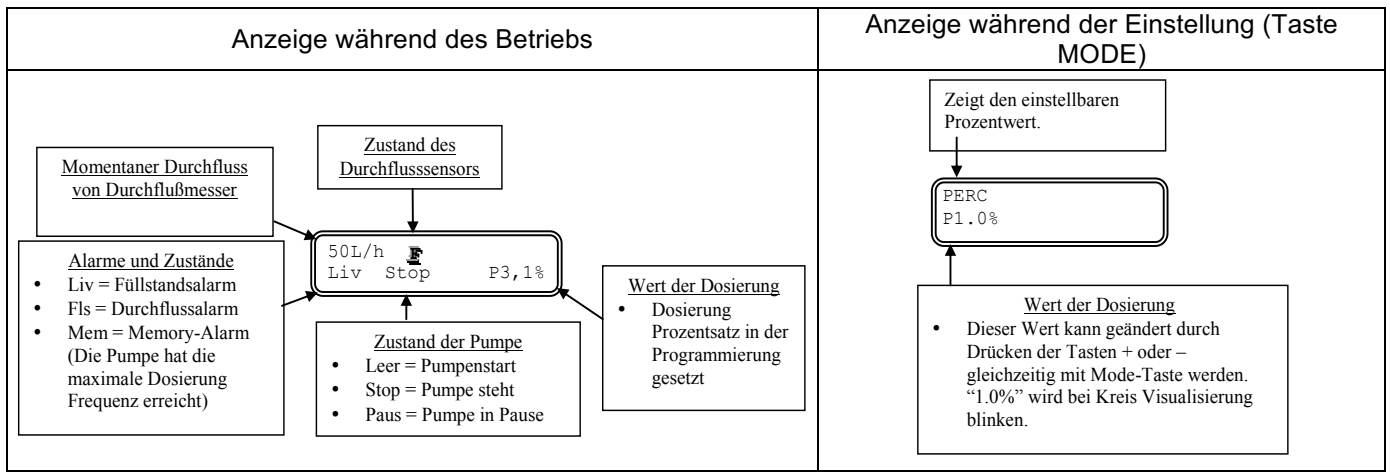 Anzeige während des Betriebs
Anzeige während der Einstellung (Taste
MODE)
Momentaner Durchfluss
von Durchflußmesser
Zustand des
Durchflusssensors
50L/h F
Liv Stop P3,1%
Alarme und Zustände
• Liv = Füllstandsalarm
• Fls = Durchflussalarm
• Mem = Memory-Alarm
(Die Pumpe hat die
maximale Dosierung
Frequenz erreicht)
Zustand der Pumpe
• Leer = Pumpenstart
• Stop = Pumpe steht
• Paus = Pumpe in Pause
Wert der Dosierung
• Dosierung
Prozentsatz in der
Programmierung
gesetzt
Zeigt den einstellbaren
Prozentwert.
PERC
P1.0%
Wert der Dosierung
• Dieser Wert kann geändert durch
Drücken der Tasten + oder –
gleichzeitig mit Mode-Taste werden.
“1.0%” wird bei Kreis Visualisierung
blinken.